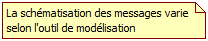 La schématisation des messages varie
selon l'outil de modélisation